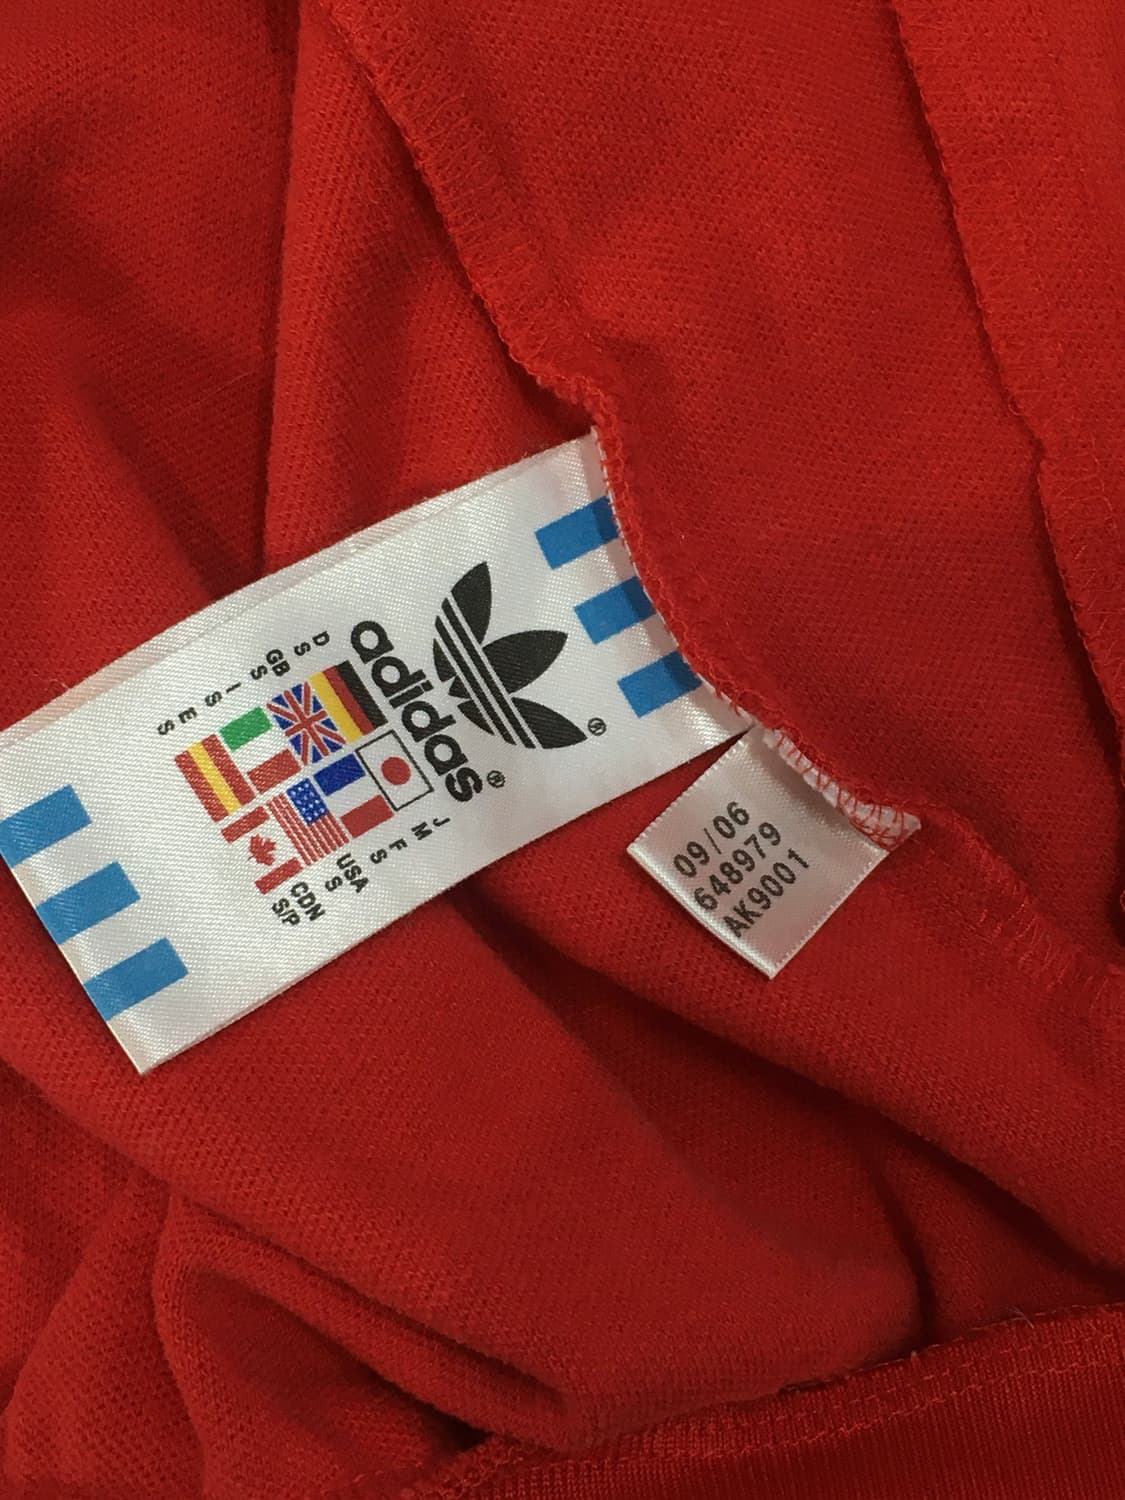 ®
adidas®
D S
GB S
I S
E S
J M
F S
USA S
CDN S/P
09/06
648979
AK9001